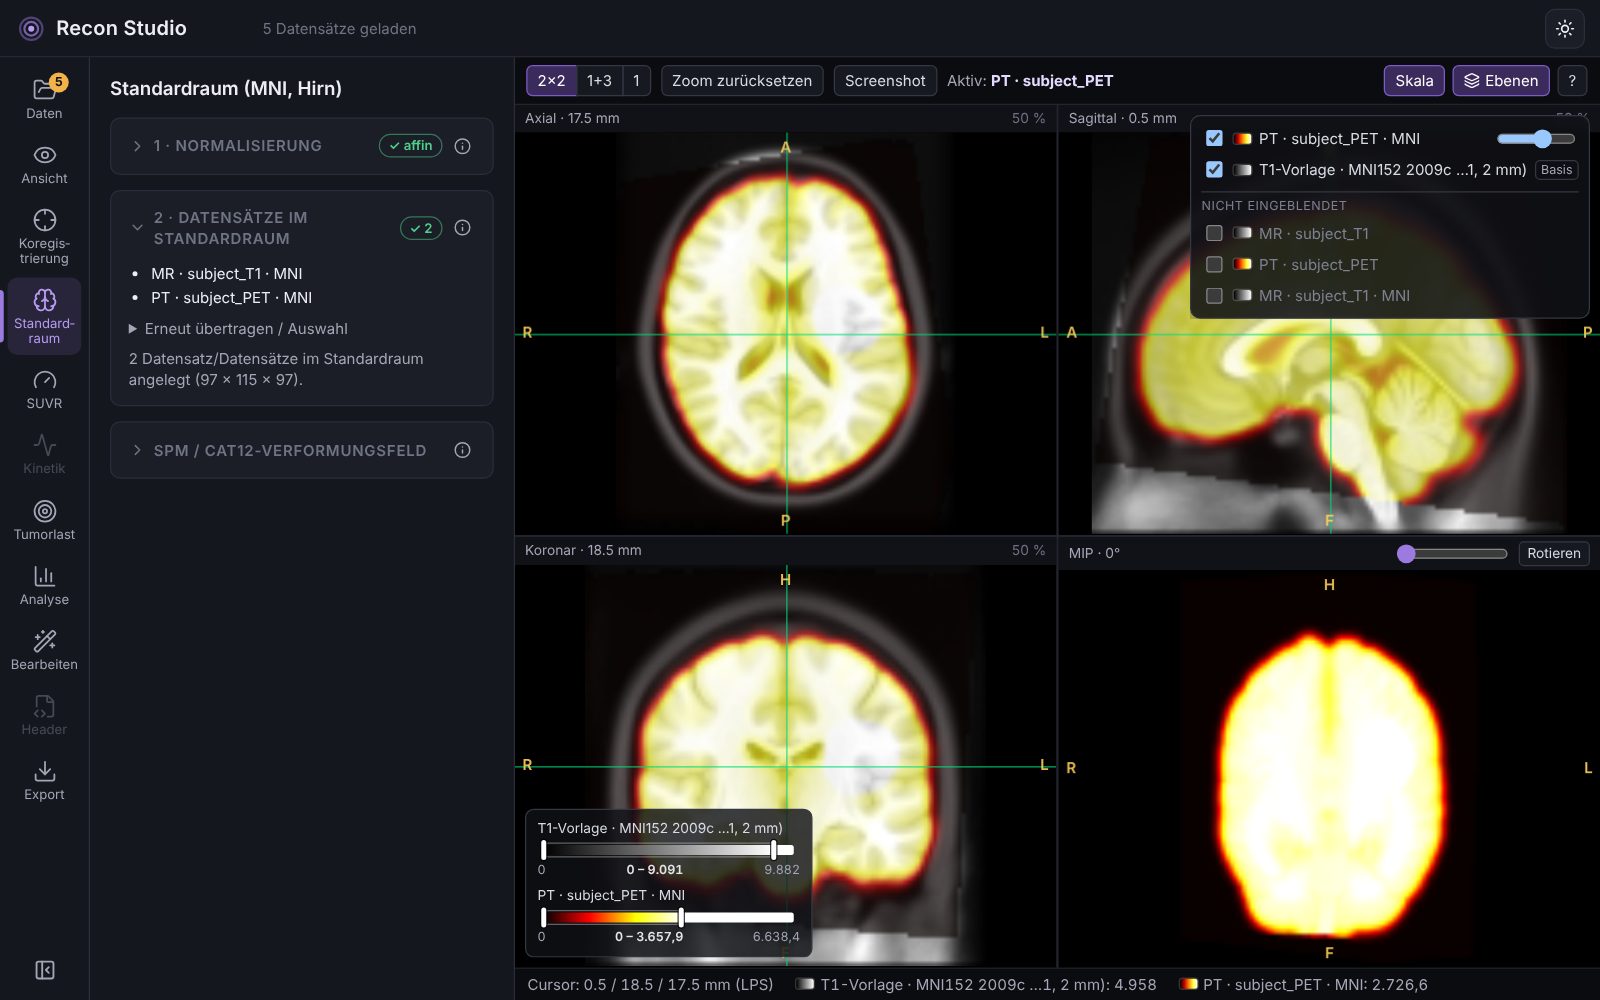 Recon Studio
5 Datensätze geladen
5
Daten
Ansicht
Koregis-
trierung
Standard-
raum
SUVR
Kinetik
Tumorlast
Analyse
Bearbeiten
Header
Export
Standardraum (MNI, Hirn)
1 · NORMALISIERUNG
✓ affin
2 · DATENSÄTZE IM
STANDARDRAUM
✓ 2
• MR · subject_T1 · MNI
• PT · subject_PET · MNI
▶ Erneut übertragen / Auswahl
2 Datensatz/Datensätze im Standardraum
angelegt (97 × 115 × 97).
SPM / CAT12-VERFORMUNGSFELD
2×2 1+3 1 Zoom zurücksetzen Screenshot Aktiv: PT · subject_PET Skala Ebenen ?
Axial · 17.5 mm 50 %
A
R
L
P
Sagittal · 0.5 mm 50 %
PT · subject_PET · MNI
T1-Vorlage · MNI152 2009c …1, 2 mm) Basis
NICHT EINGEBLENDET
MR · subject_T1
PT · subject_PET
MR · subject_T1 · MNI
A
P
F
Koronar · 18.5 mm 50 %
H
R
L
T1-Vorlage · MNI152 2009c …1, 2 mm)
0 0 – 9.091 9.882
PT · subject_PET · MNI
0 0 – 3.657,9 6.638,4
MIP · 0° Rotieren
H
R
L
F
Cursor: 0.5 / 18.5 / 17.5 mm (LPS) T1-Vorlage · MNI152 2009c …1, 2 mm): 4.958 PT · subject_PET · MNI: 2.726,6